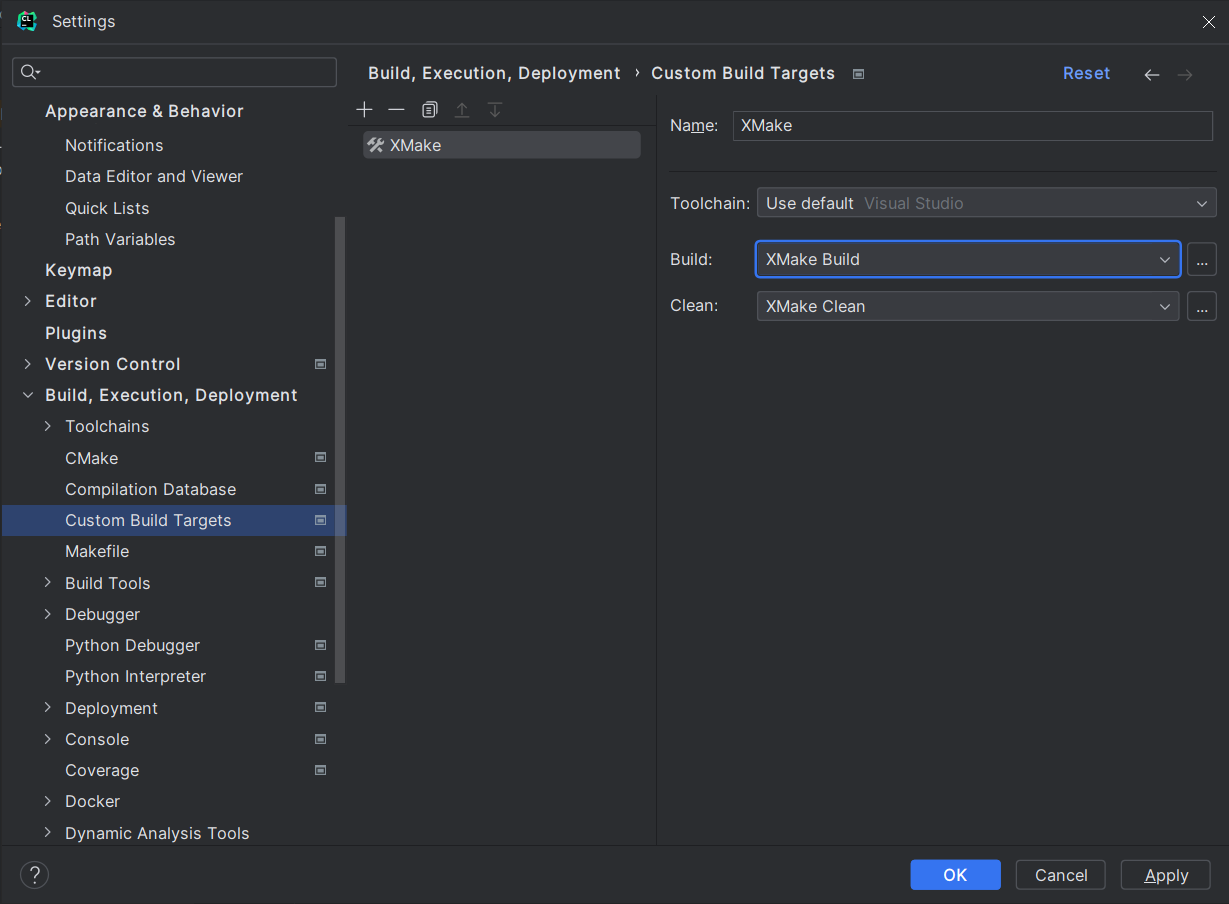 CL
Settings
Appearance & Behavior
Notifications
Data Editor and Viewer
Quick Lists
Path Variables
Keymap
Editor
Plugins
Version Control
Build, Execution, Deployment
Toolchains
CMake
Compilation Database
Custom Build Targets
Makefile
Build Tools
Debugger
Python Debugger
Python Interpreter
Deployment
Console
Coverage
Docker
Dynamic Analysis Tools
Build, Execution, Deployment › Custom Build Targets
Reset
XMake
Name: XMake
Toolchain: Use default Visual Studio
Build: XMake Build ...
Clean: XMake Clean ...
?
OK Cancel Apply